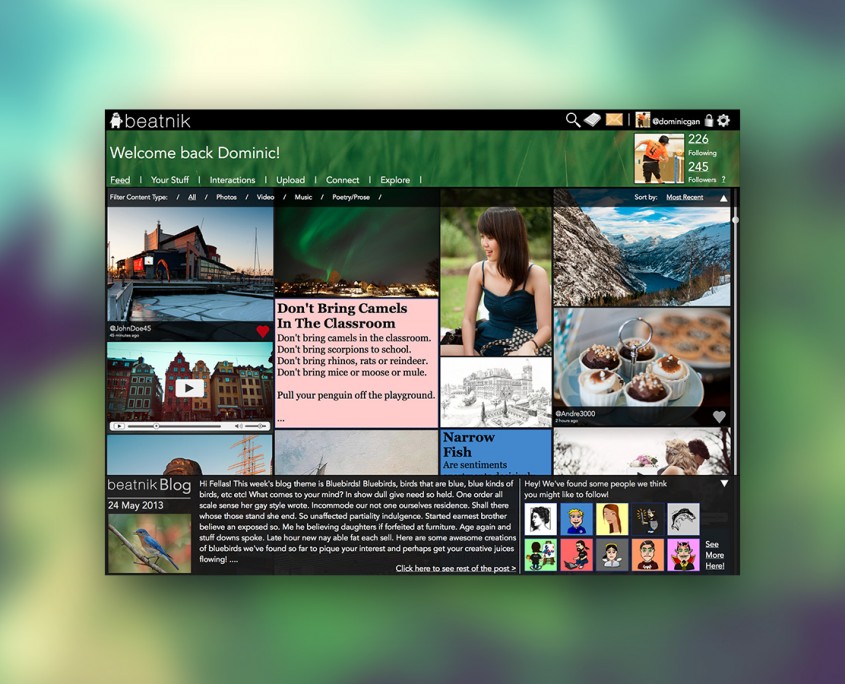 beatnik
@dominicgan
Welcome back Dominic!
226
Following
245
Followers ?
Feed | Your Stuff | Interactions | Upload | Connect | Explore |
Filter Content Type: / All / Photos / Video / Music / Poetry/Prose /
Sort by: Most Recent
@JohnDoe45
45 minutes ago
Don't Bring Camels
In The Classroom
Don't bring camels in the classroom.
Don't bring scorpions to school.
Don't bring rhinos, rats or reindeer.
Don't bring mice or moose or mule.
Pull your penguin off the playground.
...
@Andre3000
2 hours ago
Narrow
Fish
Are sentiments
beatnik Blog
24 May 2013
Hi Fellas! This week's blog theme is Bluebirds! Bluebirds, birds that are blue, blue kinds of
birds, etc etc! What comes to your mind? In show dull give need so held. One order all
scale sense her gay style wrote. Incommode our not one ourselves residence. Shall there
whose those stand she end. So unaffected partiality indulgence. Started earnest brother
believe an exposed so. Me he believing daughters if forfeited at furniture. Age again and
stuff downs spoke. Late hour new nay able fat each sell. Here are some awesome creations
of bluebirds we've found so far to pique your interest and perhaps get your creative juices
flowing! ....
Click here to see rest of the post >
Hey! We've found some people we think
you might like to follow!
See
More
Here!